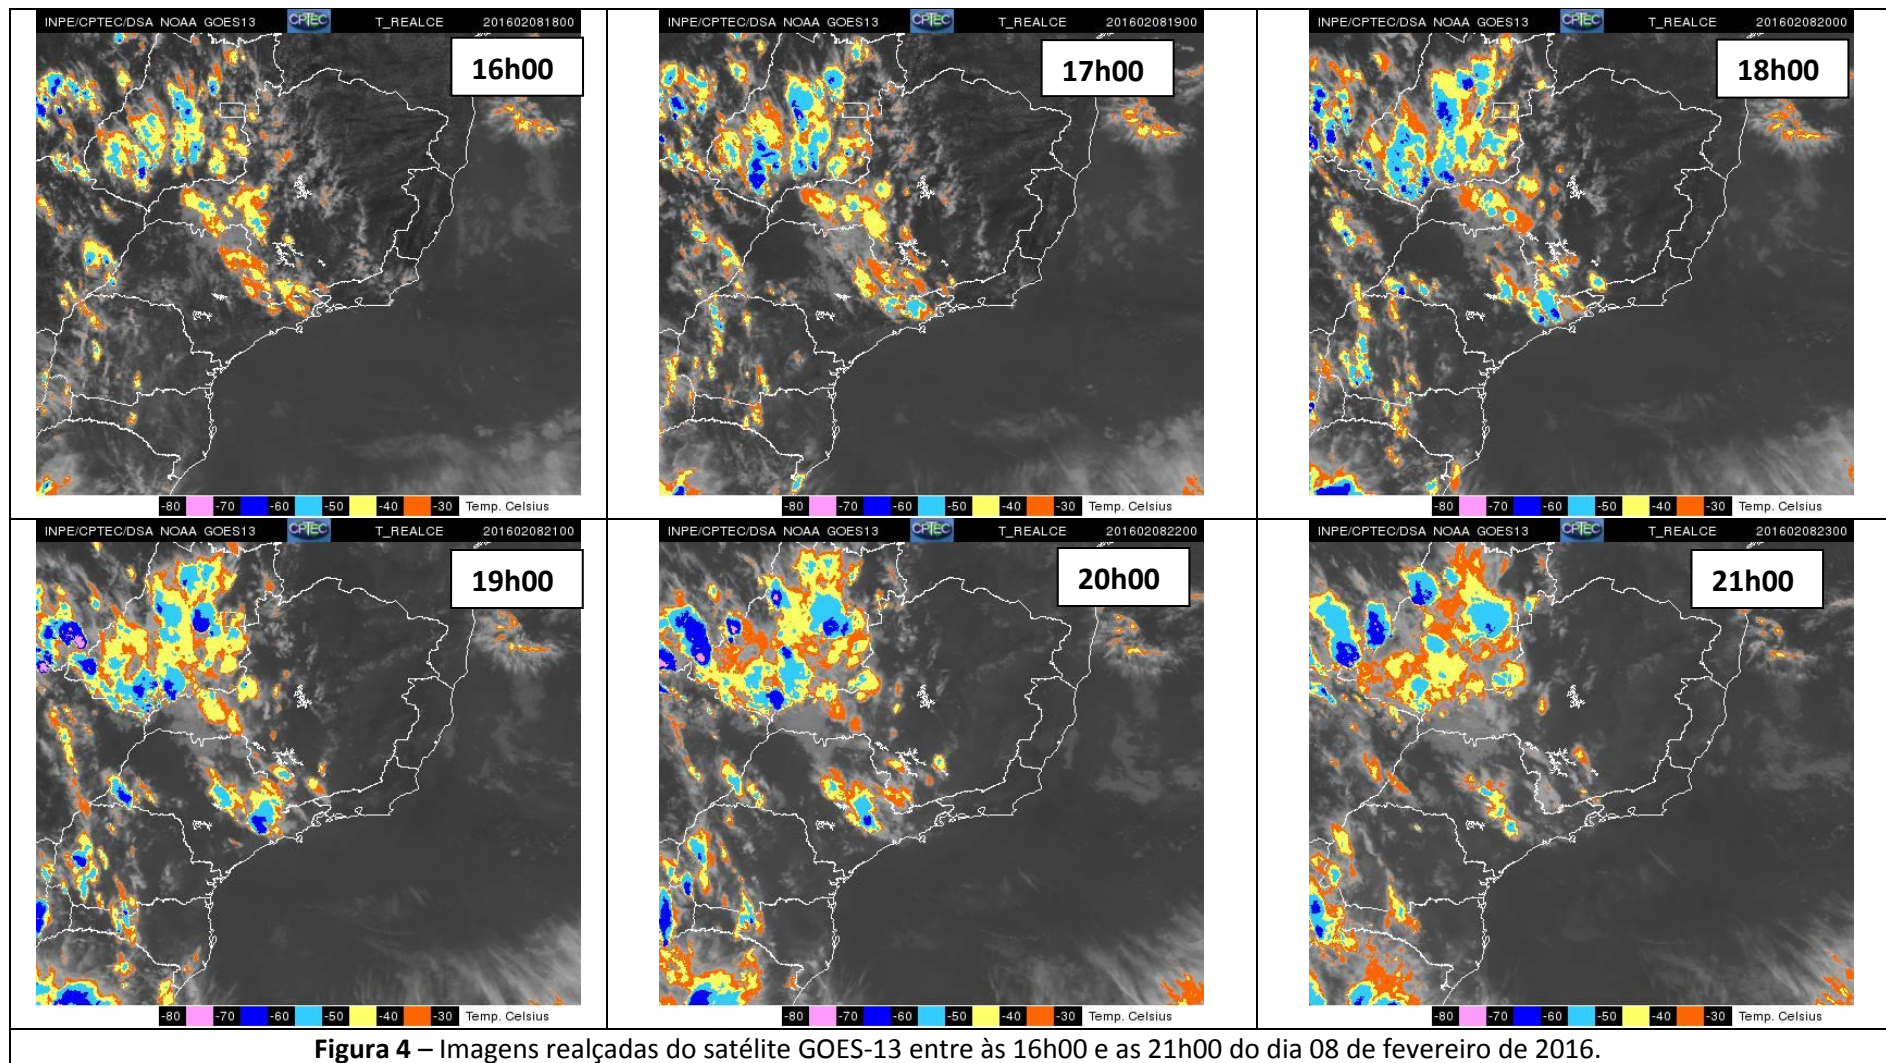 INPE/CPTEC/DSA NOAA GOES13 CPTEC T_REALCE 201602081800
16h00
-80 -70 -60 -50 -40 -30 Temp. Celsius
INPE/CPTEC/DSA NOAA GOES13 CPTEC T_REALCE 201602081900
17h00
-80 -70 -60 -50 -40 -30 Temp. Celsius
INPE/CPTEC/DSA NOAA GOES13 CPTEC T_REALCE 201602082000
18h00
-80 -70 -60 -50 -40 -30 Temp. Celsius
INPE/CPTEC/DSA NOAA GOES13 CPTEC T_REALCE 201602082100
19h00
-80 -70 -60 -50 -40 -30 Temp. Celsius
INPE/CPTEC/DSA NOAA GOES13 CPTEC T_REALCE 201602082200
20h00
-80 -70 -60 -50 -40 -30 Temp. Celsius
INPE/CPTEC/DSA NOAA GOES13 CPTEC T_REALCE 201602082300
21h00
-80 -70 -60 -50 -40 -30 Temp. Celsius
Figura 4 – Imagens realçadas do satélite GOES-13 entre às 16h00 e as 21h00 do dia 08 de fevereiro de 2016.